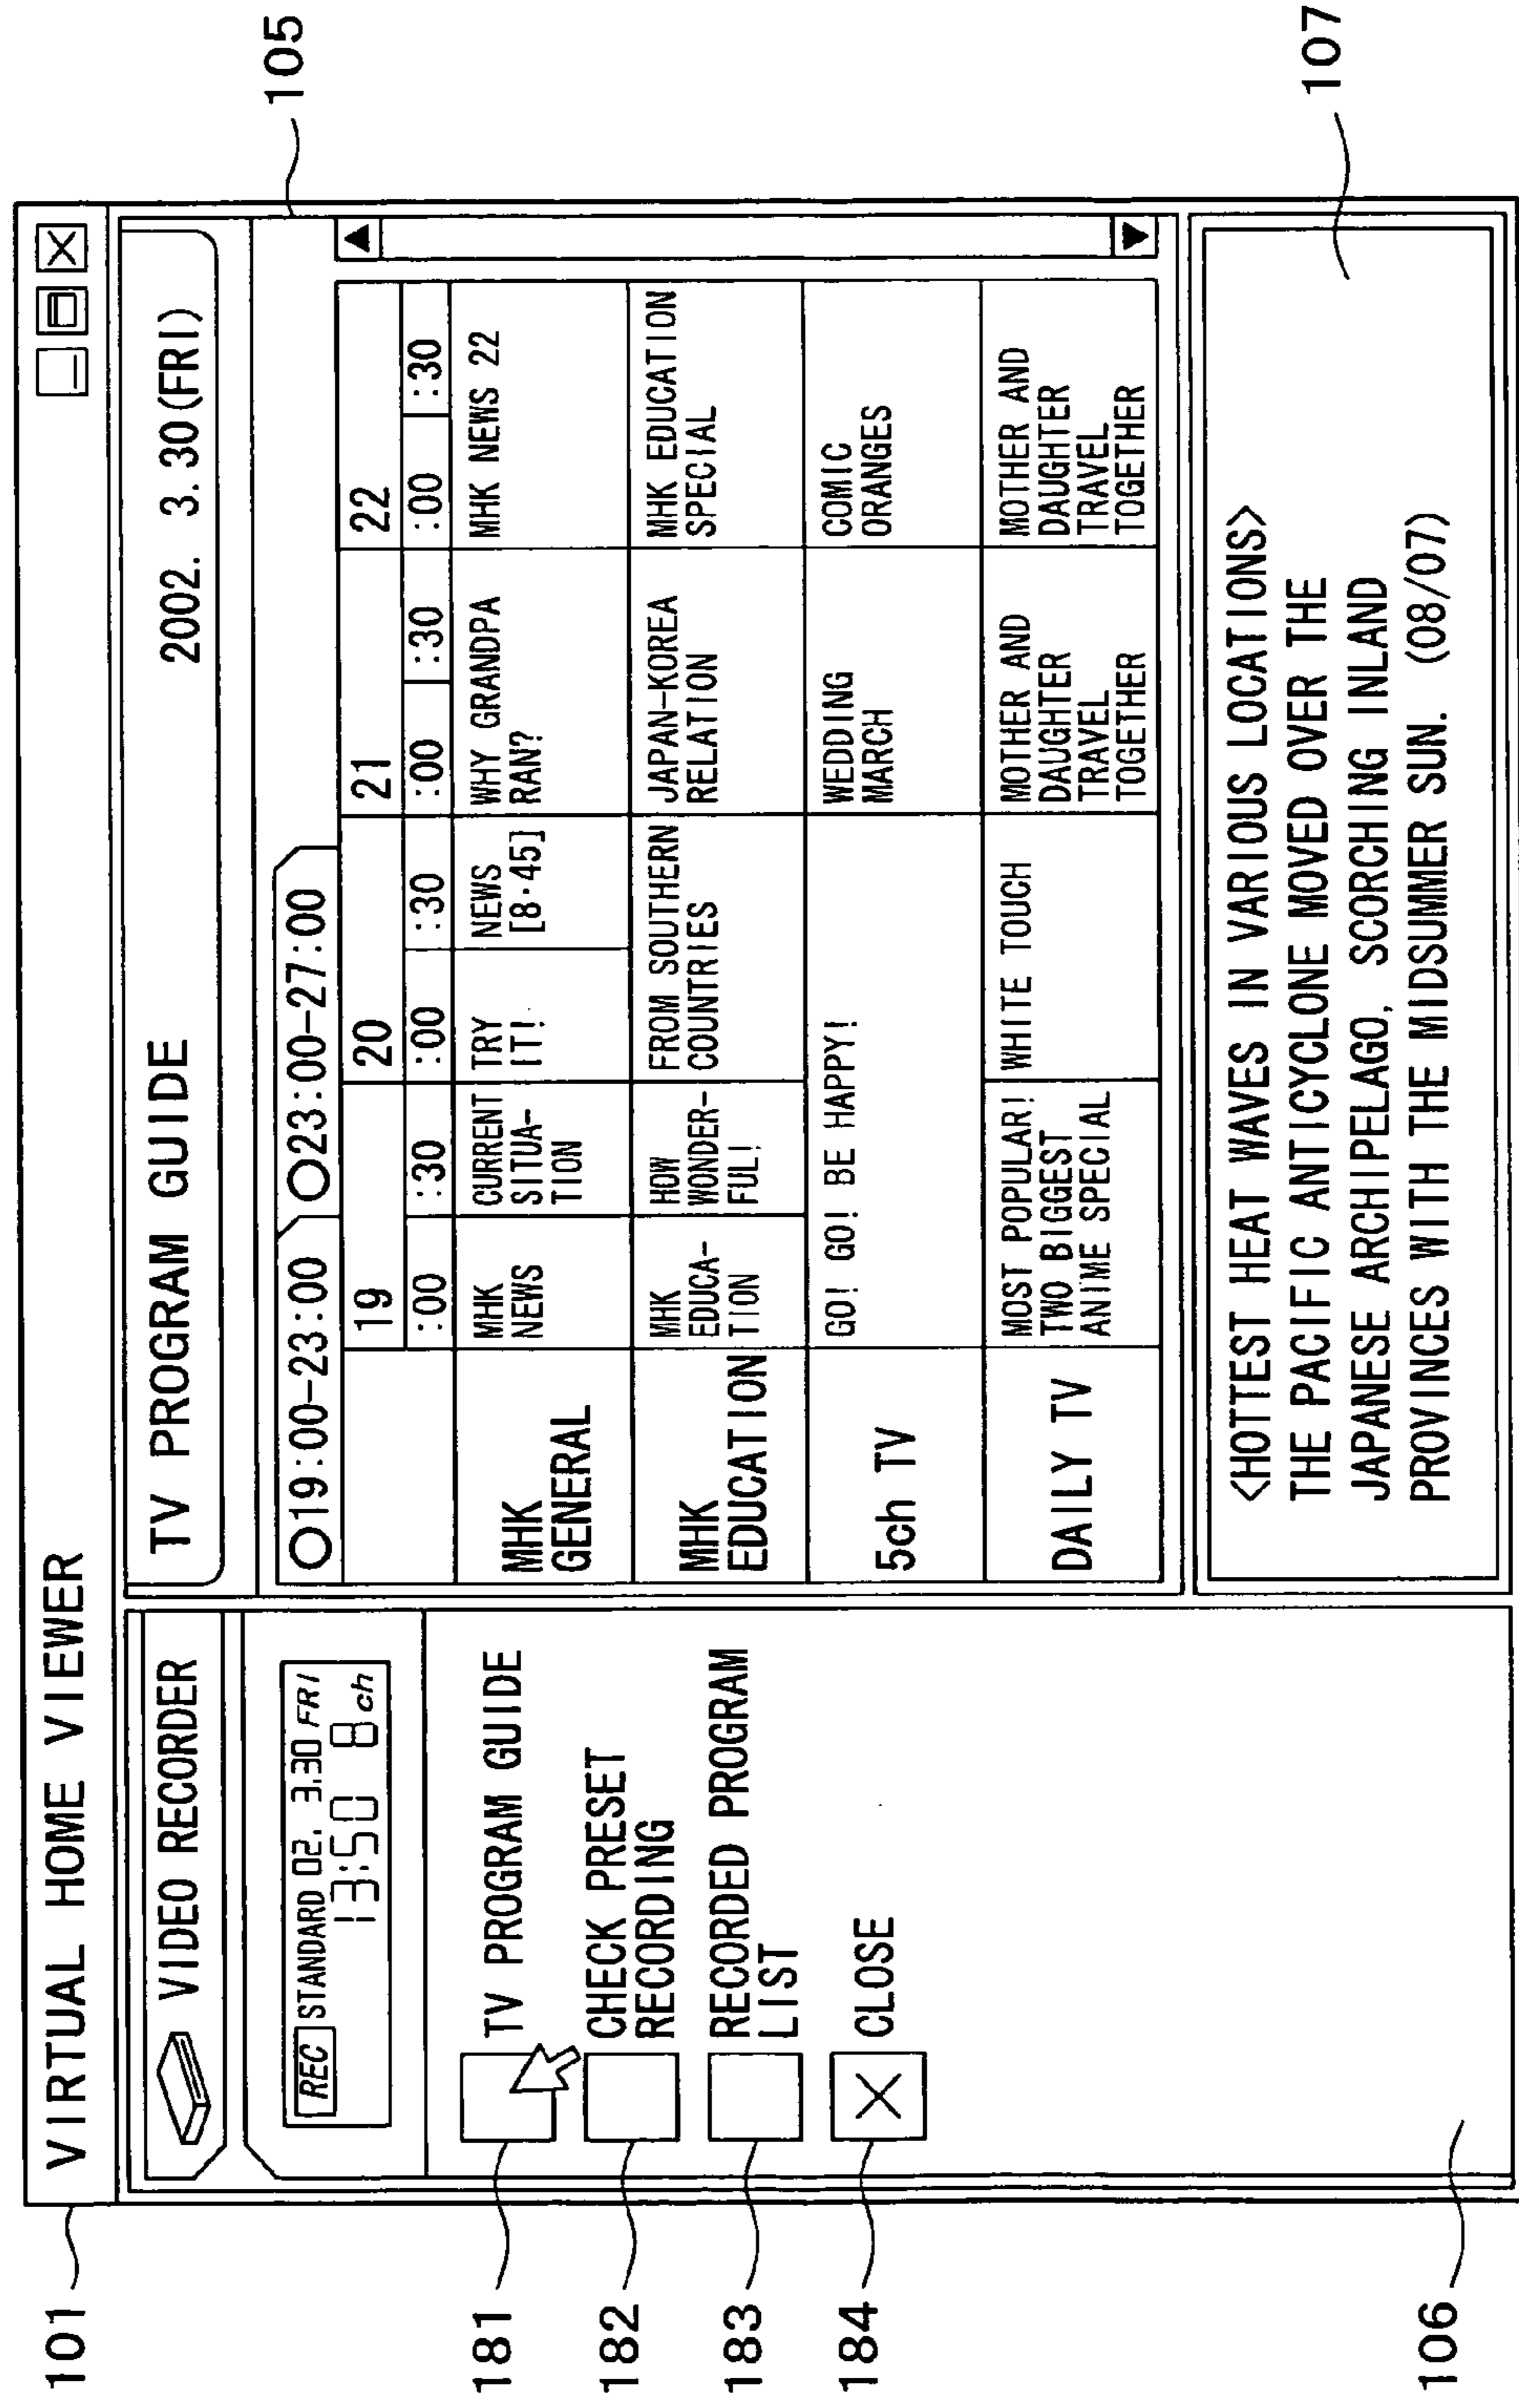 101
VIRTUAL HOME VIEWER
VIDEO RECORDER
REC STANDARD 02. 3.30 FRI
13:50 8ch
181
TV PROGRAM GUIDE
182
CHECK PRESET
RECORDING
183
RECORDED PROGRAM
LIST
184
CLOSE
106
TV PROGRAM GUIDE 2002. 3.30(FRI)
105
19:00-23:00 23:00-27:00
19 20 21 22
:00 :30 :00 :30 :00 :30 :00 :30
MHK
GENERAL
MHK
NEWS
CURRENT
SITUA-
TION
TRY
IT!
NEWS
[8·45]
WHY GRANDPA
RAN?
MHK NEWS 22
MHK
EDUCATION
MHK
EDUCA-
TION
HOW
WONDER-
FUL!
FROM SOUTHERN
COUNTRIES
JAPAN-KOREA
RELATION
MHK EDUCATION
SPECIAL
5ch TV
GO! GO! BE HAPPY!
WEDDING
MARCH
COMIC
ORANGES
DAILY TV
MOST POPULAR!
TWO BIGGEST
ANIME SPECIAL
WHITE TOUCH
MOTHER AND
DAUGHTER
TRAVEL
TOGETHER
MOTHER AND
DAUGHTER
TRAVEL
TOGETHER
<HOTTEST HEAT WAVES IN VARIOUS LOCATIONS>
THE PACIFIC ANTICYCLONE MOVED OVER THE
JAPANESE ARCHIPELAGO, SCORCHING INLAND
PROVINCES WITH THE MIDSUMMER SUN. (08/07)
107